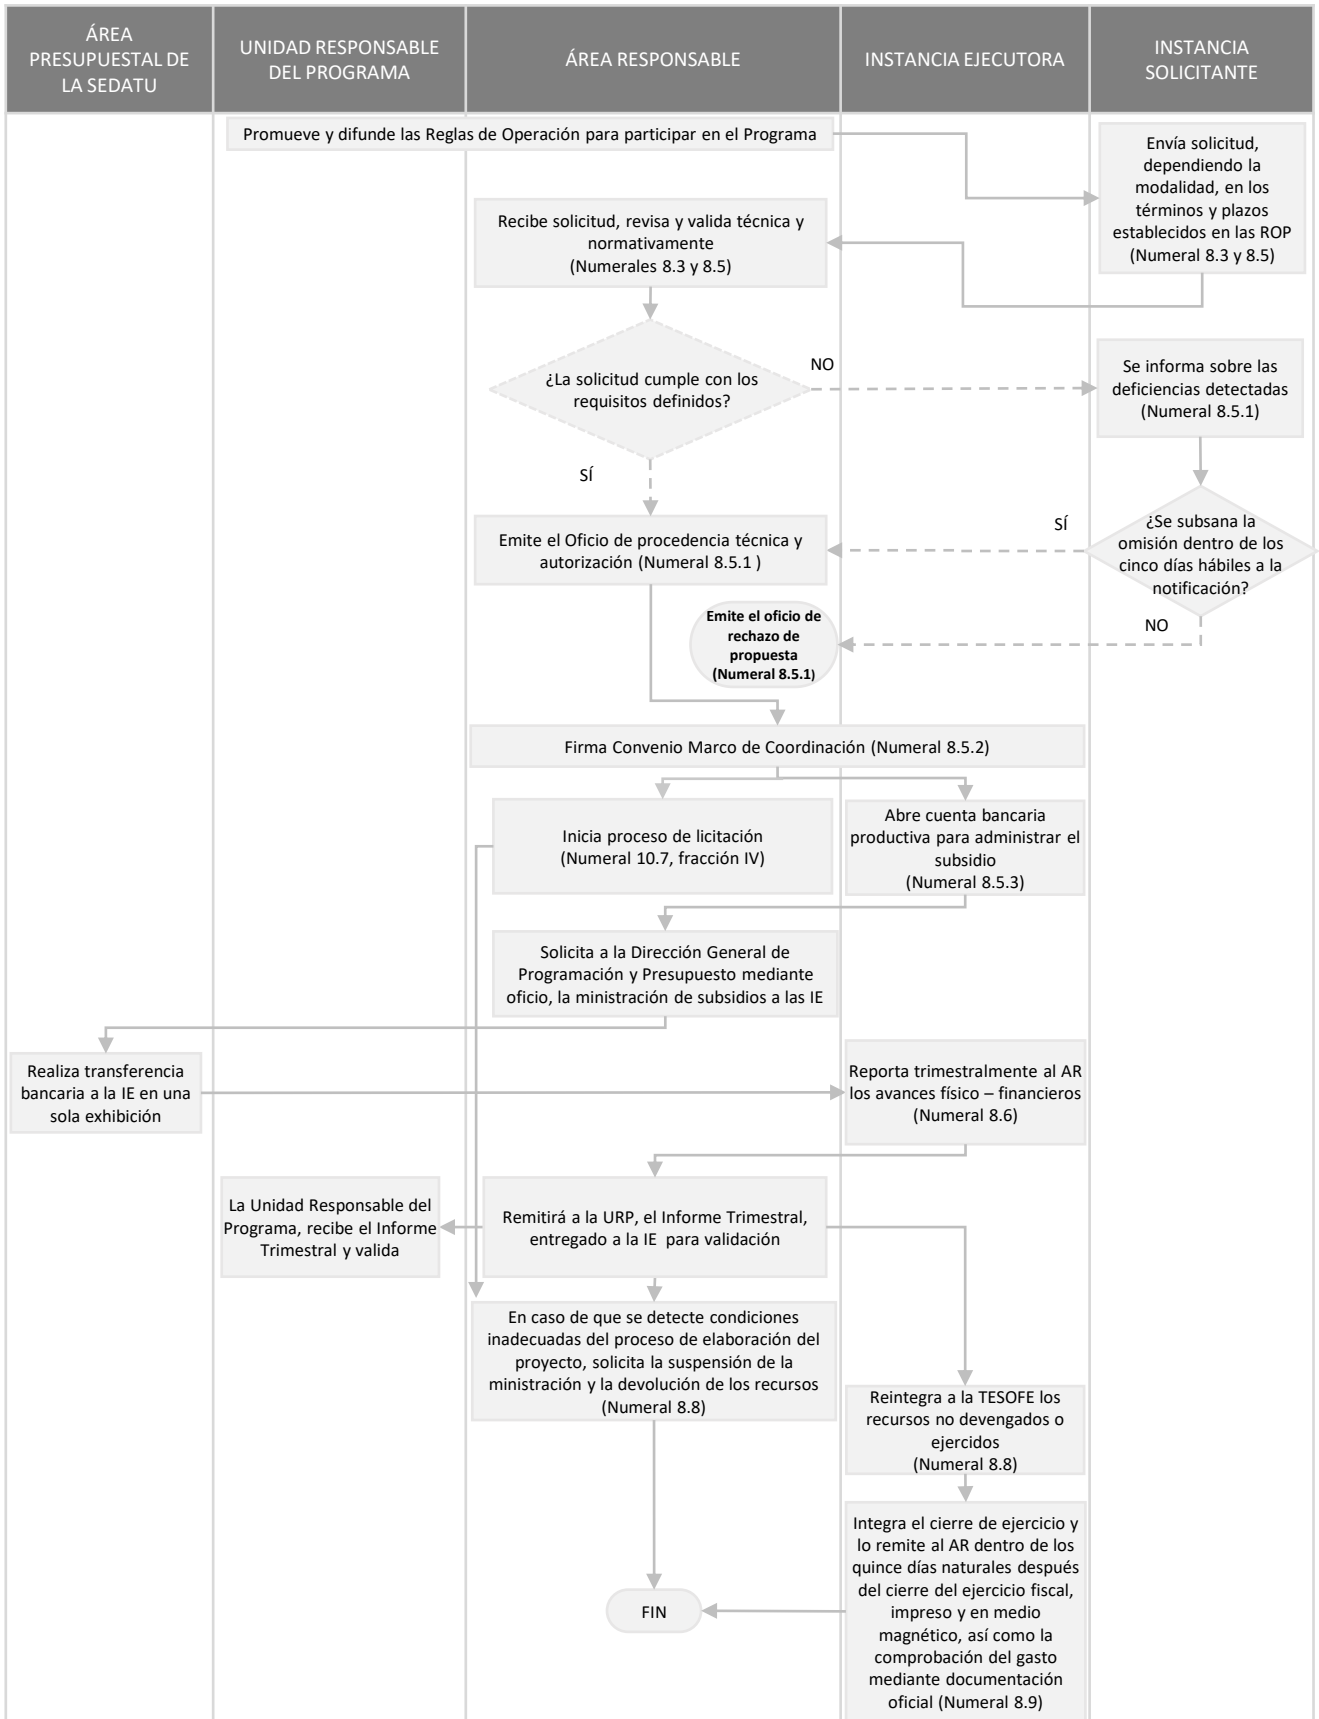 ÁREA
PRESUPUESTAL DE
LA SEDATU
UNIDAD RESPONSABLE
DEL PROGRAMA
ÁREA RESPONSABLE
INSTANCIA EJECUTORA
INSTANCIA
SOLICITANTE
Promueve y difunde las Reglas de Operación para participar en el Programa
Envía solicitud,
dependiendo la
modalidad, en los
términos y plazos
establecidos en las ROP
(Numeral 8.3 y 8.5)
Recibe solicitud, revisa y valida técnica y
normativamente
(Numerales 8.3 y 8.5)
¿La solicitud cumple con los
requisitos definidos?
NO
Se informa sobre las
deficiencias detectadas
(Numeral 8.5.1)
SÍ
¿Se subsana la
omisión dentro de los
cinco días hábiles a la
notificación?
SÍ
Emite el Oficio de procedencia técnica y
autorización (Numeral 8.5.1 )
NO
Emite el oficio de
rechazo de
propuesta
(Numeral 8.5.1)
Firma Convenio Marco de Coordinación (Numeral 8.5.2)
Inicia proceso de licitación
(Numeral 10.7, fracción IV)
Abre cuenta bancaria
productiva para administrar el
subsidio
(Numeral 8.5.3)
Solicita a la Dirección General de
Programación y Presupuesto mediante
oficio, la ministración de subsidios a las IE
Realiza transferencia
bancaria a la IE en una
sola exhibición
Reporta trimestralmente al AR
los avances físico – financieros
(Numeral 8.6)
La Unidad Responsable del
Programa, recibe el Informe
Trimestral y valida
Remitirá a la URP, el Informe Trimestral,
entregado a la IE para validación
En caso de que se detecte condiciones
inadecuadas del proceso de elaboración del
proyecto, solicita la suspensión de la
ministración y la devolución de los recursos
(Numeral 8.8)
Reintegra a la TESOFE los
recursos no devengados o
ejercidos
(Numeral 8.8)
Integra el cierre de ejercicio y
lo remite al AR dentro de los
quince días naturales después
del cierre del ejercicio fiscal,
impreso y en medio
magnético, así como la
comprobación del gasto
mediante documentación
oficial (Numeral 8.9)
FIN